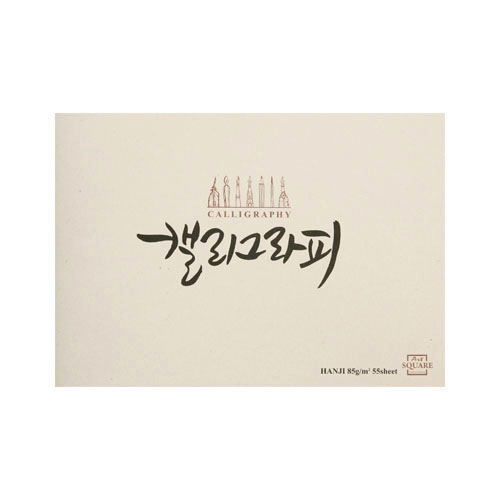 CALLIGRAPHY
캘리그라피
HANJI 85g/m² 55sheet
Art
SQUARE